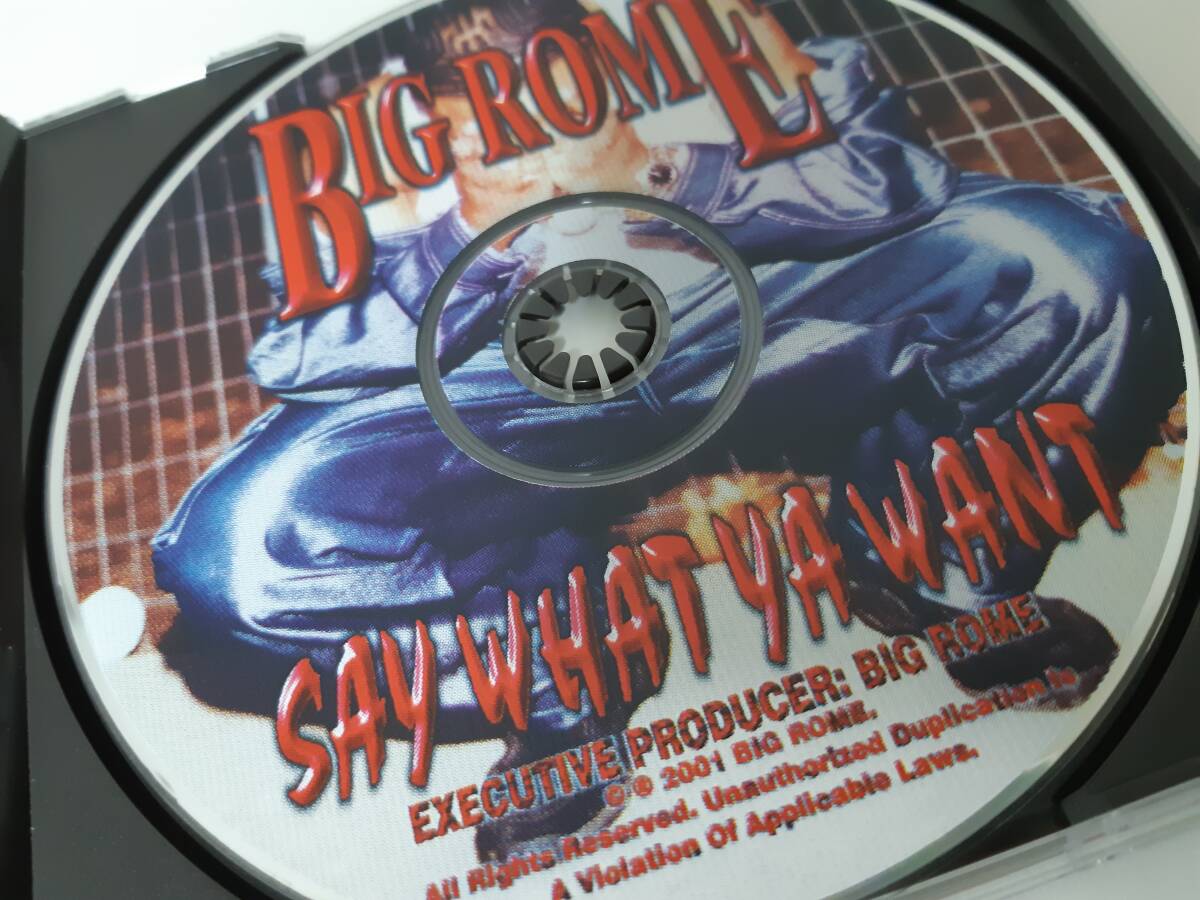 BIG ROME
SAY WHAT YA WANT
EXECUTIVE PRODUCER: BIG ROME
© ℗ 2001 BIG ROME.
All Rights Reserved. Unauthorized Duplication Is
A Violation Of Applicable Laws.